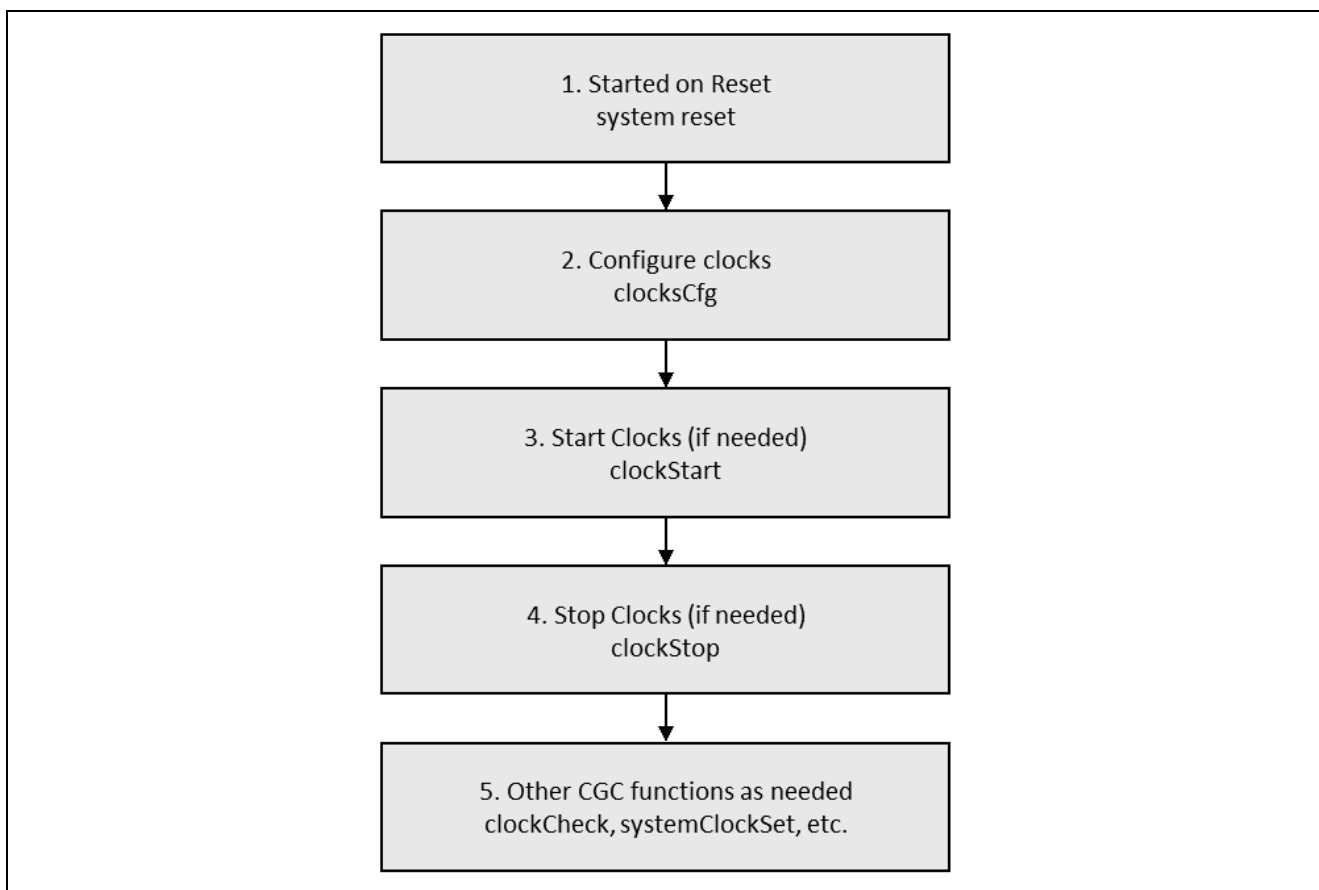 1. Started on Reset
system reset
2. Configure clocks
clocksCfg
3. Start Clocks (if needed)
clockStart
4. Stop Clocks (if needed)
clockStop
5. Other CGC functions as needed
clockCheck, systemClockSet, etc.